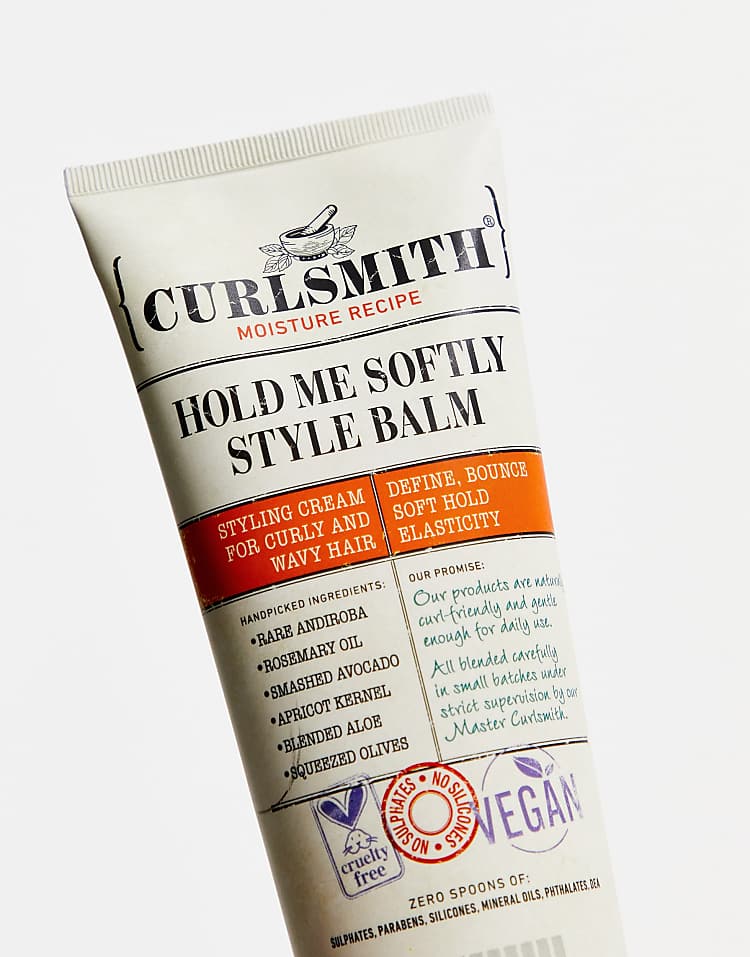 CURLSMITH®
MOISTURE RECIPE
HOLD ME SOFTLY
STYLE BALM
STYLING CREAM
FOR CURLY AND
WAVY HAIR
DEFINE, BOUNCE
SOFT HOLD
ELASTICITY
HANDPICKED INGREDIENTS:
•RARE ANDIROBA
•ROSEMARY OIL
•SMASHED AVOCADO
•APRICOT KERNEL
•BLENDED ALOE
•SQUEEZED OLIVES
OUR PROMISE:
Our products are natural
curl-friendly and gentle
enough for daily use.
All blended carefully
in small batches under
strict supervision by our
Master Curlsmith.
cruelty
free
NO SULPHATES • NO SILICONES •
VEGAN
ZERO SPOONS OF:
SULPHATES, PARABENS, SILICONES, MINERAL OILS, PHTHALATES, DEA